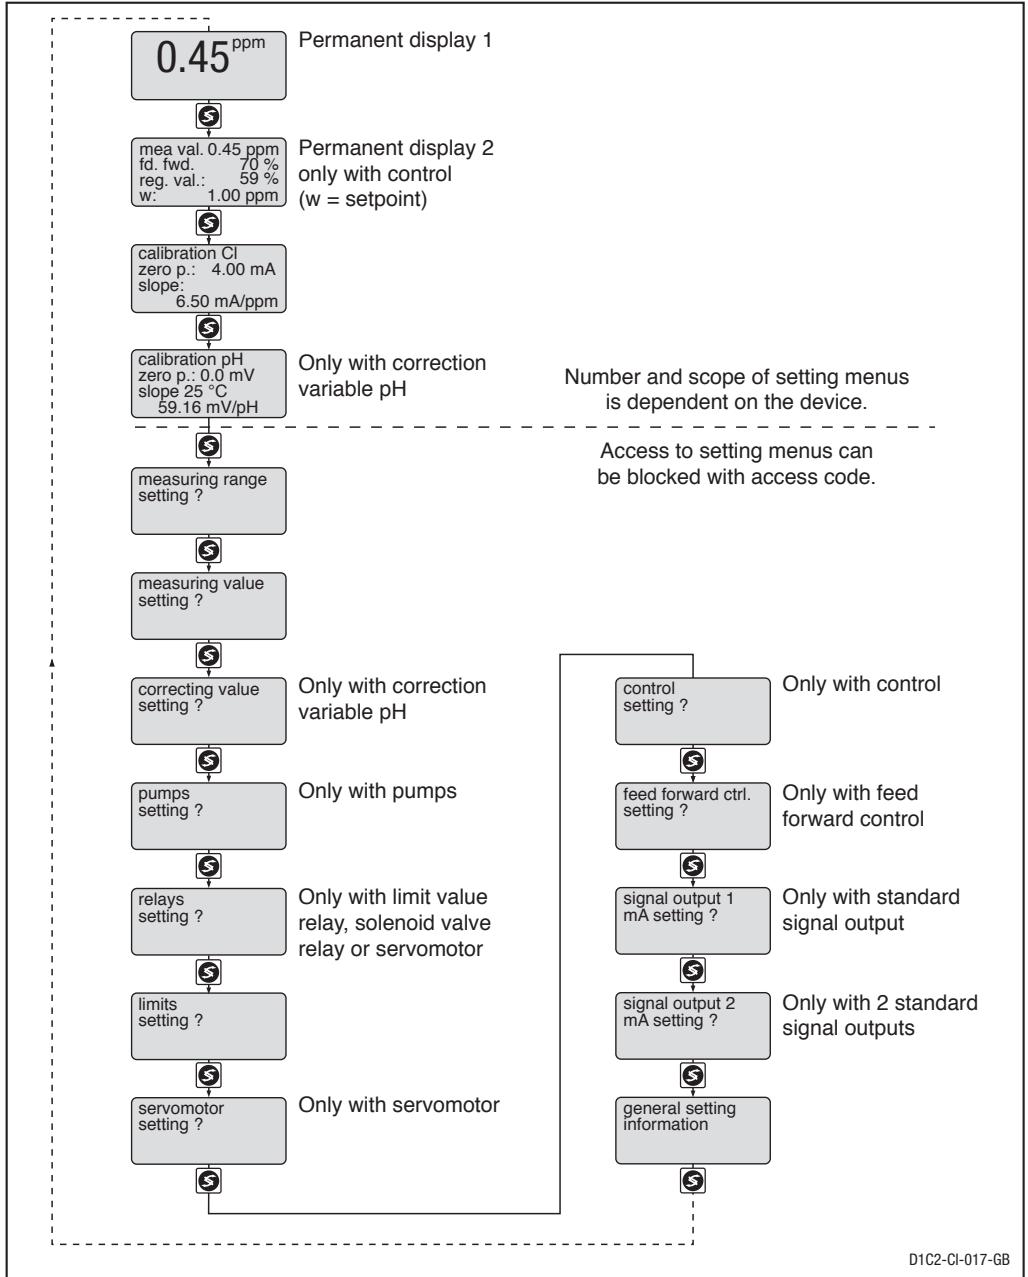 0.45 ppm
Permanent display 1
mea val. 0.45 ppm
fd. fwd. 70 %
reg. val.: 59 %
w: 1.00 ppm
Permanent display 2
only with control
(w = setpoint)
calibration Cl
zero p.: 4.00 mA
slope:
6.50 mA/ppm
calibration pH
zero p.: 0.0 mV
slope 25 °C
59.16 mV/pH
Only with correction
variable pH
Number and scope of setting menus
is dependent on the device.
Access to setting menus can
be blocked with access code.
measuring range
setting ?
measuring value
setting ?
correcting value
setting ?
Only with correction
variable pH
pumps
setting ?
Only with pumps
relays
setting ?
Only with limit value
relay, solenoid valve
relay or servomotor
limits
setting ?
servomotor
setting ?
Only with servomotor
control
setting ?
Only with control
feed forward ctrl.
setting ?
Only with feed
forward control
signal output 1
mA setting ?
Only with standard
signal output
signal output 2
mA setting ?
Only with 2 standard
signal outputs
general setting
information
D1C2-Cl-017-GB